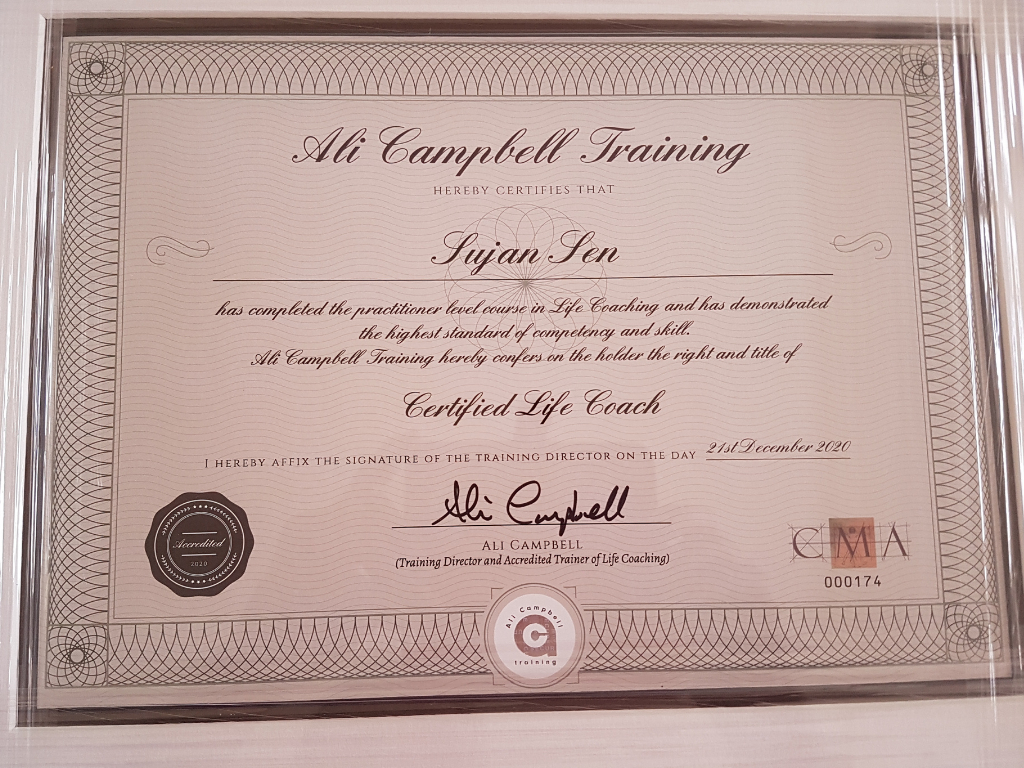 Ali Campbell Training
HEREBY CERTIFIES THAT
Sujan Sen
has completed the practitioner level course in Life Coaching and has demonstrated
the highest standard of competency and skill.
Ali Campbell Training hereby confers on the holder the right and title of
Certified Life Coach
I HEREBY AFFIX THE SIGNATURE OF THE TRAINING DIRECTOR ON THE DAY 21st December 2020
Ali Campbell
ALI CAMPBELL
(Training Director and Accredited Trainer of Life Coaching)
Accredited
2020
CMA
000174
Ali Campbell
ac
training